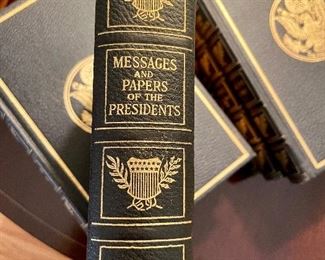 MESSAGES
AND
PAPERS
OF THE
PRESIDENTS